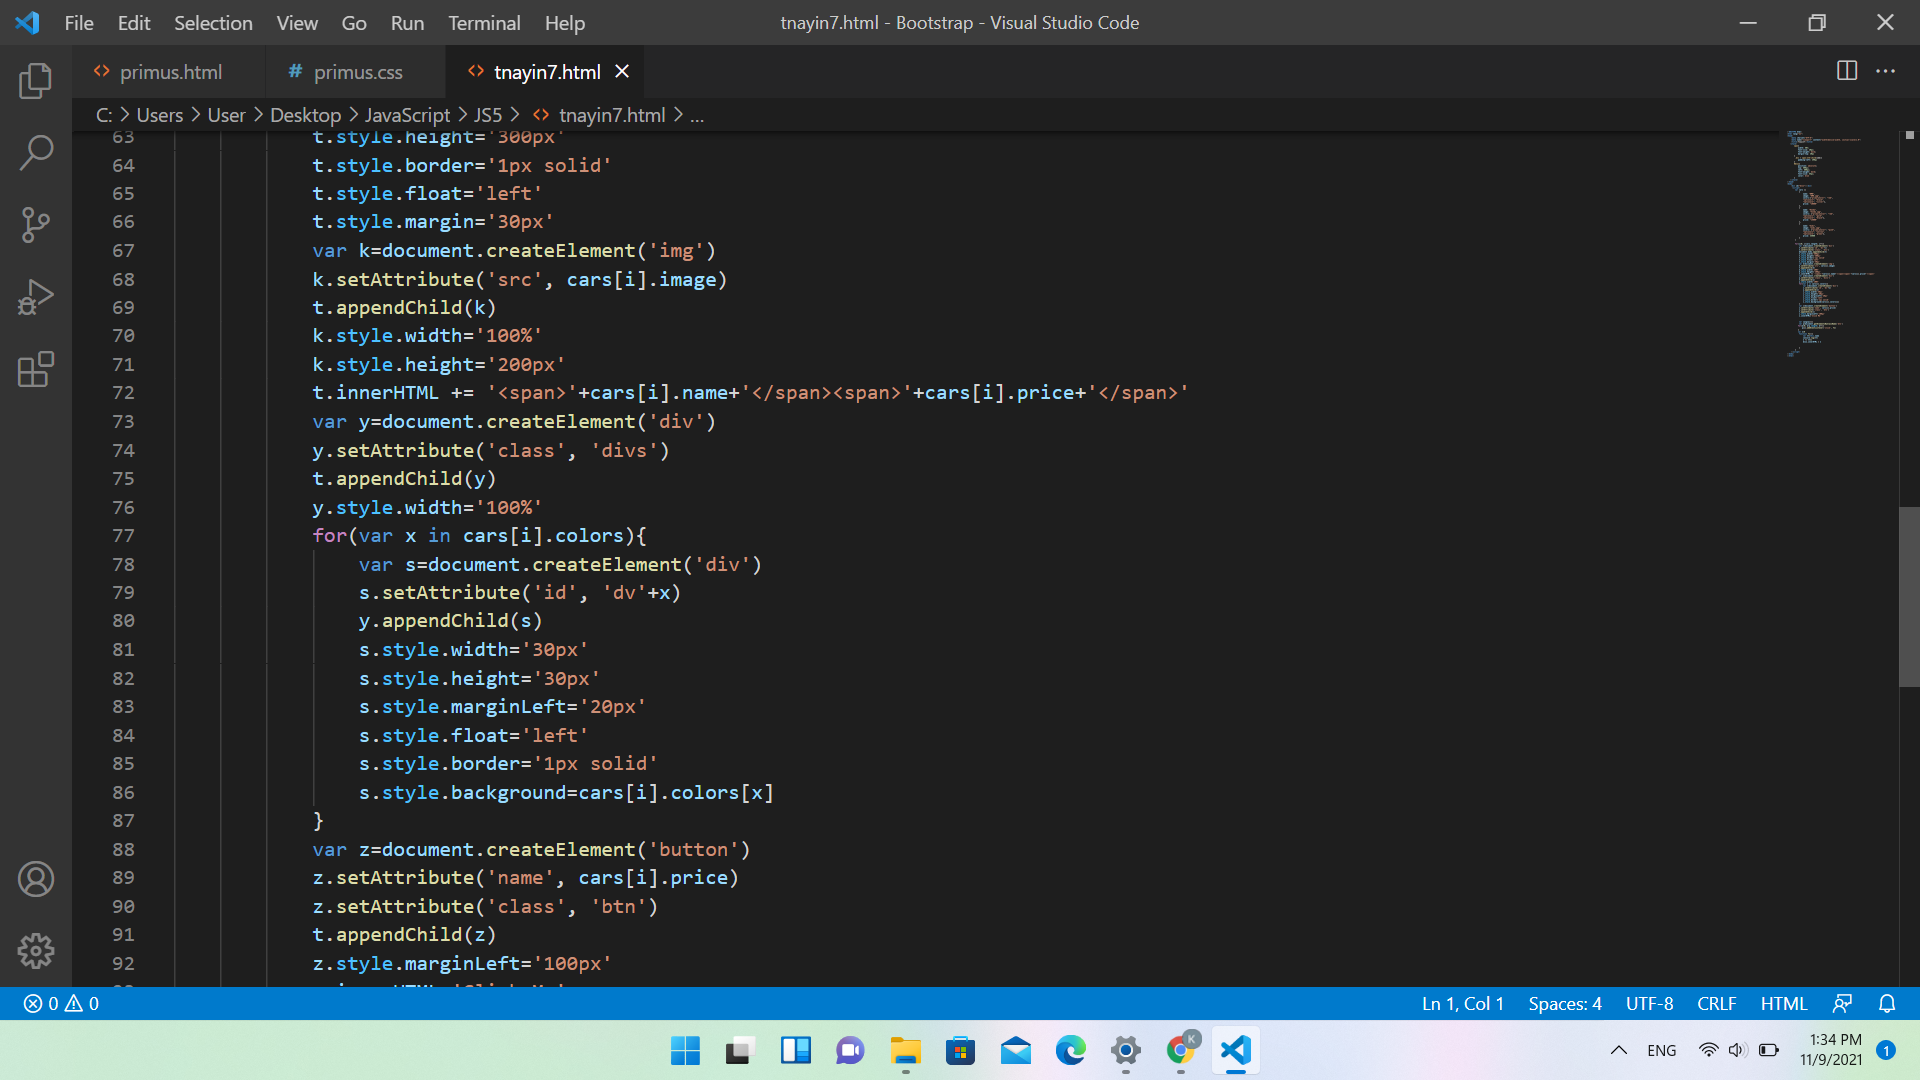 File Edit Selection View Go Run Terminal Help
tnayin7.html - Bootstrap - Visual Studio Code
primus.html
# primus.css
tnayin7.html
C: > Users > User > Desktop > JavaScript > JS5 > tnayin7.html > ...
63 t.style.height='300px'
64 t.style.border='1px solid'
65 t.style.float='left'
66 t.style.margin='30px'
67 var k=document.createElement('img')
68 k.setAttribute('src', cars[i].image)
69 t.appendChild(k)
70 k.style.width='100%'
71 k.style.height='200px'
72 t.innerHTML += '<span>'+cars[i].name+'</span><span>'+cars[i].price+'</span>'
73 var y=document.createElement('div')
74 y.setAttribute('class', 'divs')
75 t.appendChild(y)
76 y.style.width='100%'
77 for(var x in cars[i].colors){
78 var s=document.createElement('div')
79 s.setAttribute('id', 'dv'+x)
80 y.appendChild(s)
81 s.style.width='30px'
82 s.style.height='30px'
83 s.style.marginLeft='20px'
84 s.style.float='left'
85 s.style.border='1px solid'
86 s.style.background=cars[i].colors[x]
87 }
88 var z=document.createElement('button')
89 z.setAttribute('name', cars[i].price)
90 z.setAttribute('class', 'btn')
91 t.appendChild(z)
92 z.style.marginLeft='100px'
0 0
Ln 1, Col 1 Spaces: 4 UTF-8 CRLF HTML
K
ENG
1:34 PM
11/9/2021
1